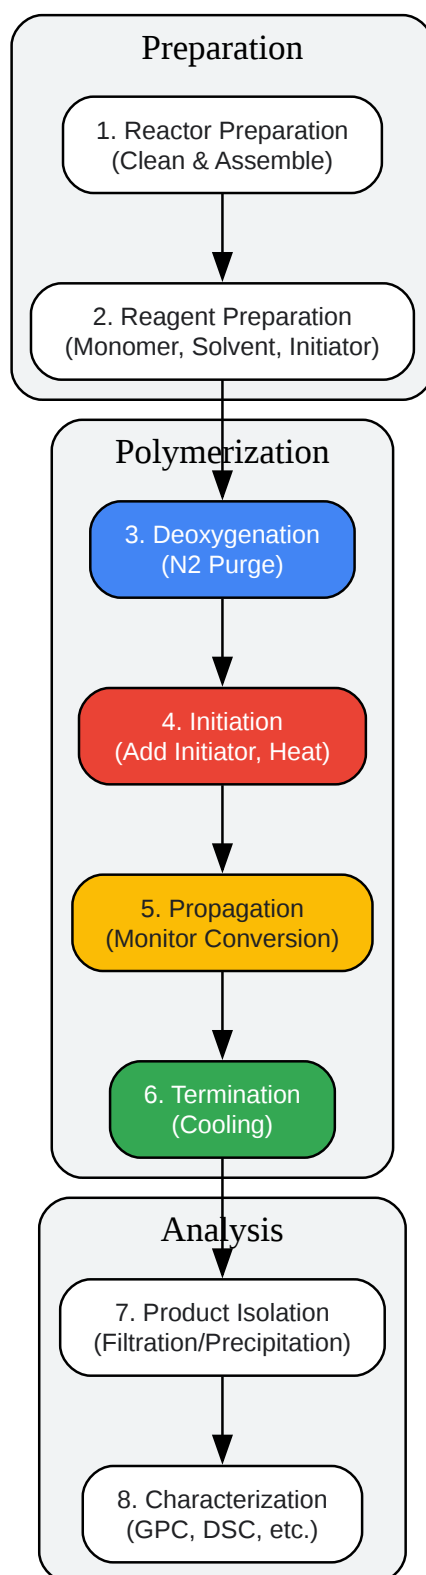 Preparation
1. Reactor Preparation
(Clean & Assemble)
2. Reagent Preparation
(Monomer, Solvent, Initiator)
Polymerization
3. Deoxygenation
(N2 Purge)
4. Initiation
(Add Initiator, Heat)
5. Propagation
(Monitor Conversion)
6. Termination
(Cooling)
Analysis
7. Product Isolation
(Filtration/Precipitation)
8. Characterization
(GPC, DSC, etc.)